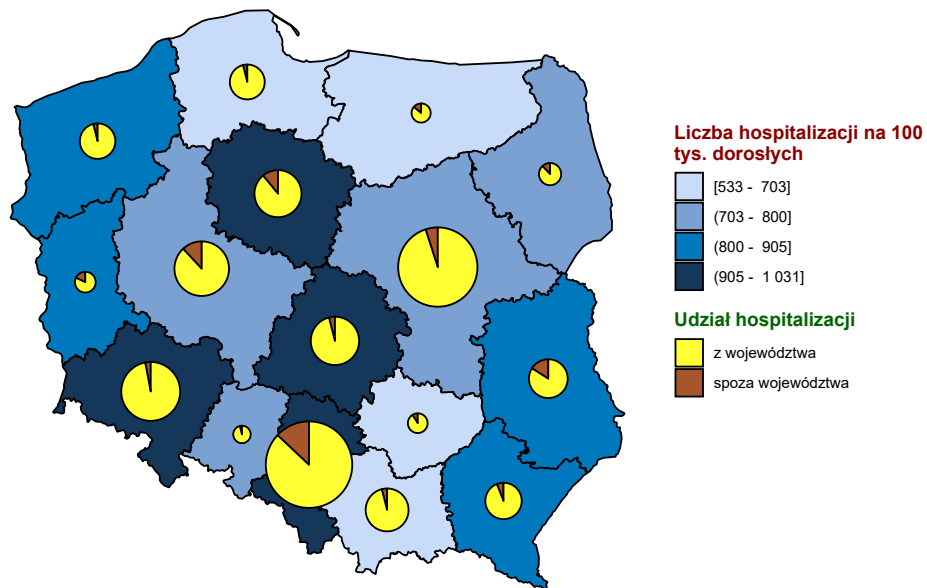 Liczba hospitalizacji na 100
tys. dorosłych
[533 - 703]
(703 - 800]
(800 - 905]
(905 - 1 031]
Udział hospitalizacji
z województwa
spoza województwa